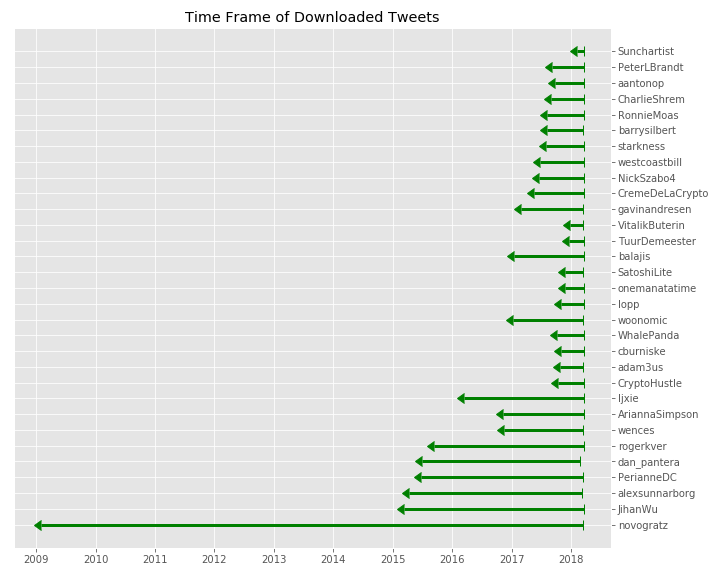 Time Frame of Downloaded Tweets
Sunchartist
PeterLBrandt
aantonop
CharlieShrem
RonnieMoas
barrysilbert
starkness
westcoastbill
NickSzabo4
CremeDeLaCrypto
gavinandresen
VitalikButerin
TuurDemeester
balajis
SatoshiLite
onemanatatime
lopp
woonomic
WhalePanda
cburniske
adam3us
CryptoHustle
ljxie
AriannaSimpson
wences
rogerkver
dan_pantera
PerianneDC
alexsunnarborg
JihanWu
novogratz
2009 2010 2011 2012 2013 2014 2015 2016 2017 2018